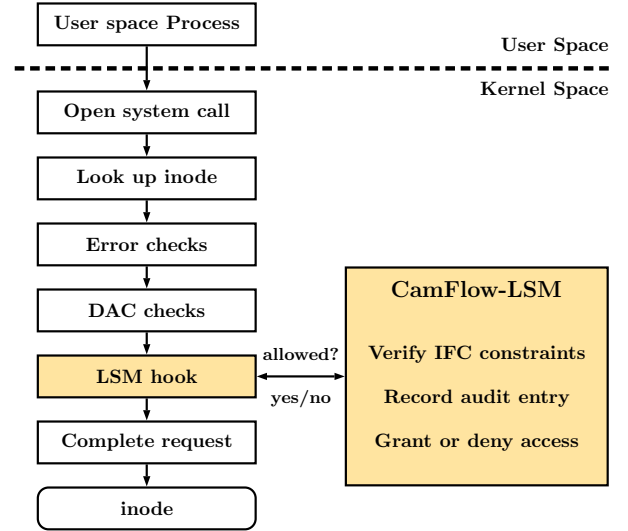 User space Process
User Space
Kernel Space
Open system call
Look up inode
Error checks
DAC checks
LSM hook
allowed?
yes/no
CamFlow-LSM
Verify IFC constraints
Record audit entry
Grant or deny access
Complete request
inode